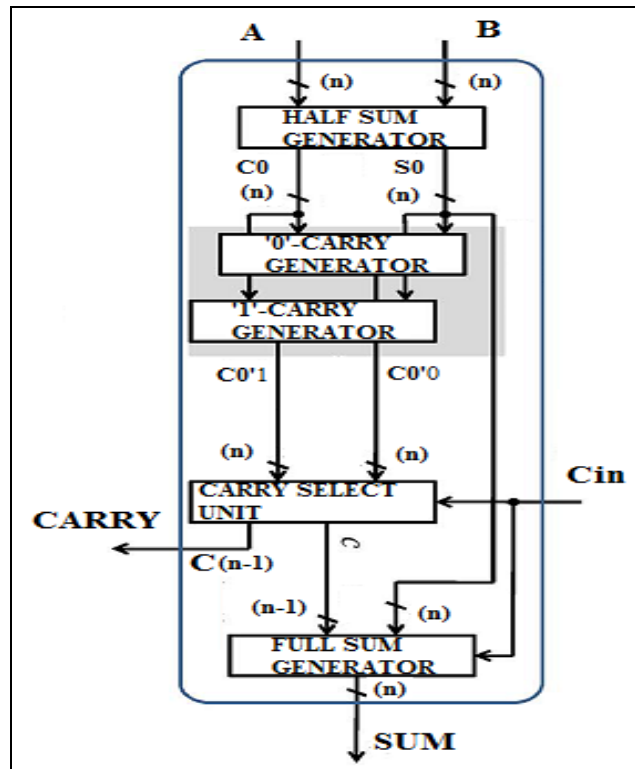 A B
(n) (n)
HALF SUM
GENERATOR
C0 S0
(n) (n)
'0'-CARRY
GENERATOR
'1'-CARRY
GENERATOR
C0'1 C0'0
(n) (n)
Cin
CARRY SELECT
UNIT
CARRY
C(n-1)
c
(n-1) (n)
FULL SUM
GENERATOR
(n)
SUM